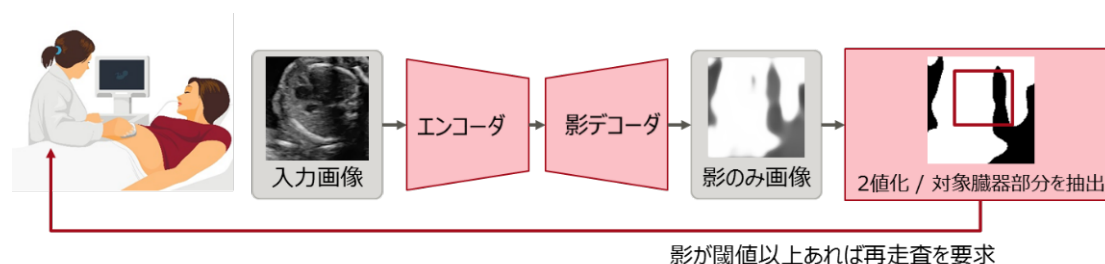 エンコーダ
影デコーダ
入力画像
影のみ画像
2値化 / 対象臓器部分を抽出
影が閾値以上あれば再走査を要求